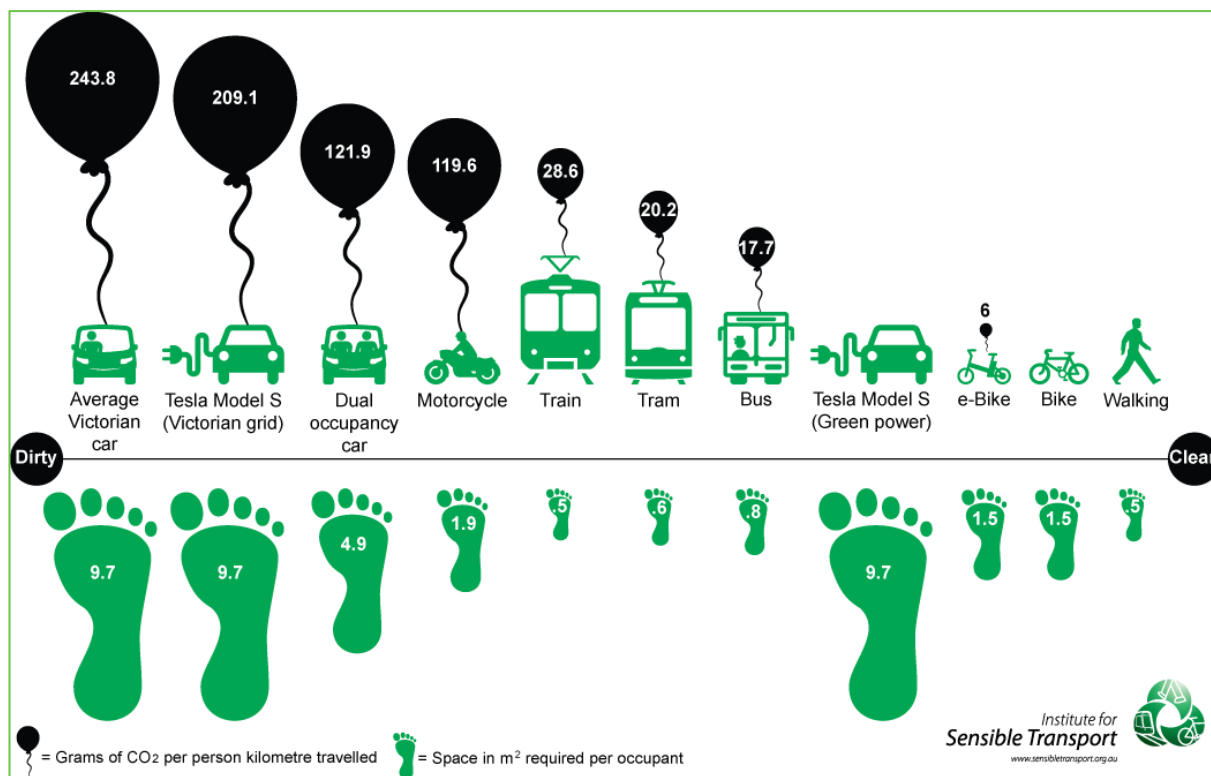 243.8
209.1
121.9
119.6
28.6
20.2
17.7
6
Average
Victorian
car
Tesla Model S
(Victorian grid)
Dual
occupancy
car
Motorcycle
Train
Tram
Bus
Tesla Model S
(Green power)
e-Bike
Bike
Walking
Dirty
Clean
9.7
9.7
4.9
1.9
.5
.6
.8
9.7
1.5
1.5
.5
= Grams of CO2 per person kilometre travelled
= Space in m² required per occupant
Institute for
Sensible Transport
www.sensibletransport.org.au